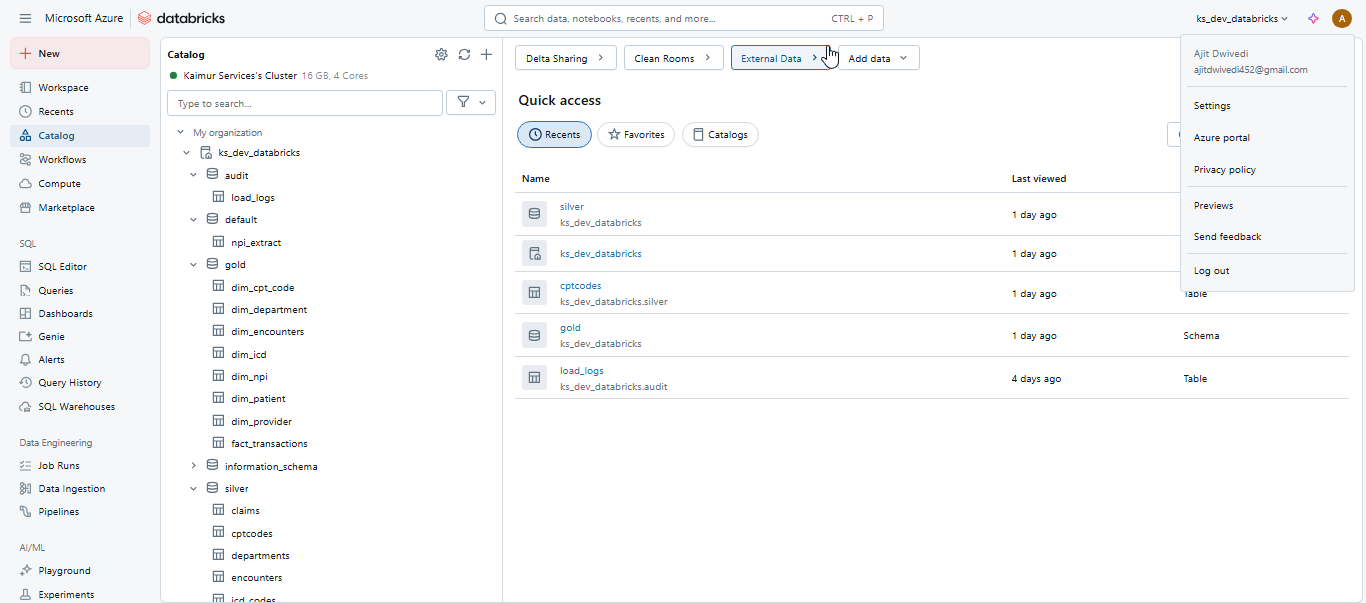 Microsoft Azure
databricks
Search data, notebooks, recents, and more...
CTRL + P
ks_dev_databricks
A
New
Workspace
Recents
Catalog
Workflows
Compute
Marketplace
SQL
SQL Editor
Queries
Dashboards
Genie
Alerts
Query History
SQL Warehouses
Data Engineering
Job Runs
Data Ingestion
Pipelines
AI/ML
Playground
Experiments
Catalog
Kaimur Services's Cluster 16 GB, 4 Cores
Type to search...
My organization
ks_dev_databricks
audit
load_logs
default
npi_extract
gold
dim_cpt_code
dim_department
dim_encounters
dim_icd
dim_npi
dim_patient
dim_provider
fact_transactions
information_schema
silver
claims
cptcodes
departments
encounters
icd_codes
Delta Sharing
Clean Rooms
External Data
Add data
Quick access
Recents
Favorites
Catalogs
Name
Last viewed
silver
ks_dev_databricks
1 day ago
ks_dev_databricks
1 day ago
cptcodes
ks_dev_databricks.silver
1 day ago
Table
gold
ks_dev_databricks
1 day ago
Schema
load_logs
ks_dev_databricks.audit
4 days ago
Table
Ajit Dwivedi
ajitdwivedi452@gmail.com
Settings
Azure portal
Privacy policy
Previews
Send feedback
Log out